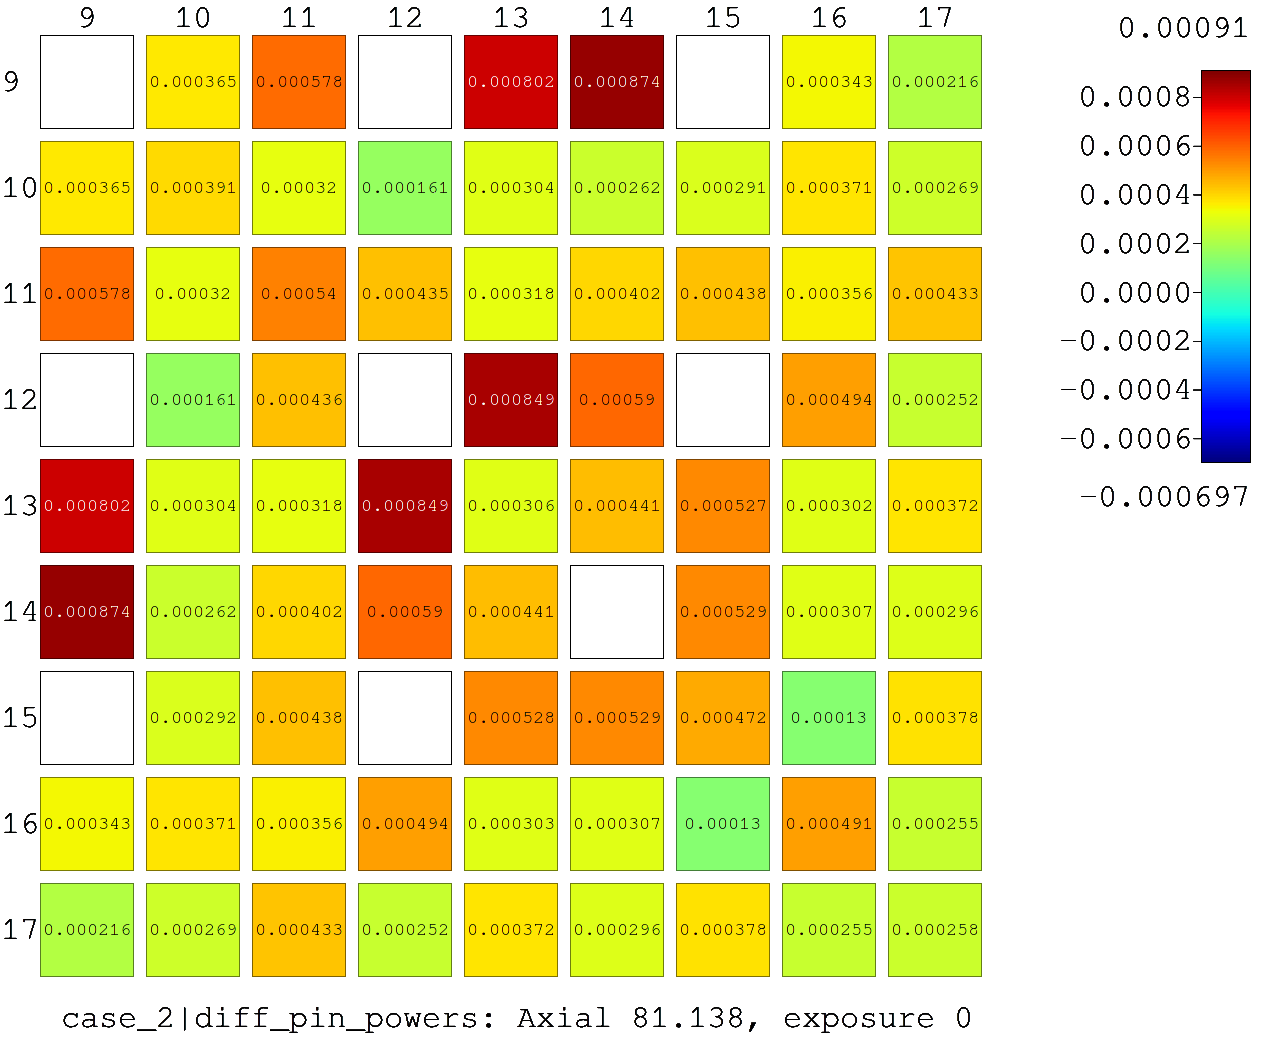 9 10 11 12 13 14 15 16 17
9 0.000365 0.000578 0.000802 0.000874 0.000343 0.000216
10 0.000365 0.000391 0.00032 0.000161 0.000304 0.000262 0.000291 0.000371 0.000269
11 0.000578 0.00032 0.00054 0.000435 0.000318 0.000402 0.000438 0.000356 0.000433
12 0.000161 0.000436 0.000849 0.00059 0.000494 0.000252
13 0.000802 0.000304 0.000318 0.000849 0.000306 0.000441 0.000527 0.000302 0.000372
14 0.000874 0.000262 0.000402 0.00059 0.000441 0.000529 0.000307 0.000296
15 0.000292 0.000438 0.000528 0.000529 0.000472 0.00013 0.000378
16 0.000343 0.000371 0.000356 0.000494 0.000303 0.000307 0.00013 0.000491 0.000255
17 0.000216 0.000269 0.000433 0.000252 0.000372 0.000296 0.000378 0.000255 0.000258
0.00091
0.0008
0.0006
0.0004
0.0002
0.0000
−0.0002
−0.0004
−0.0006
−0.000697
case_2|diff_pin_powers: Axial 81.138, exposure 0